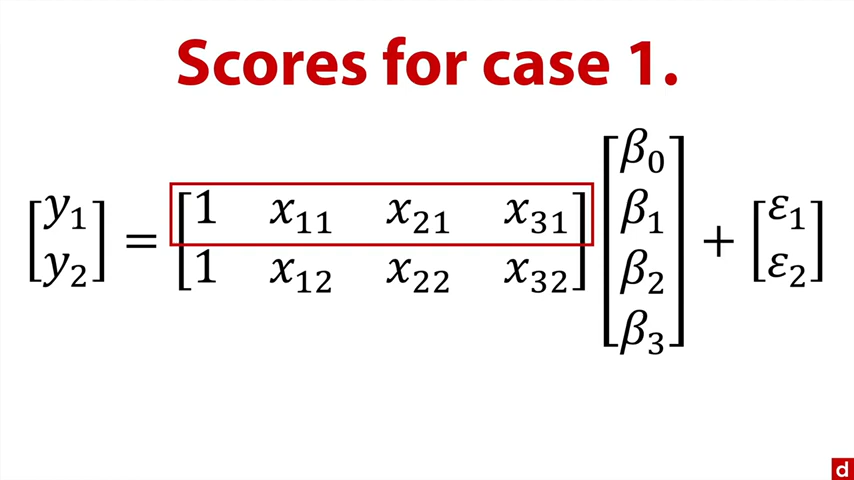 Scores for case 1.
[y₁ y₂] = [1 x₁₁ x₂₁ x₃₁; 1 x₁₂ x₂₂ x₃₂] [β₀ β₁ β₂ β₃] + [ε₁ ε₂]
d